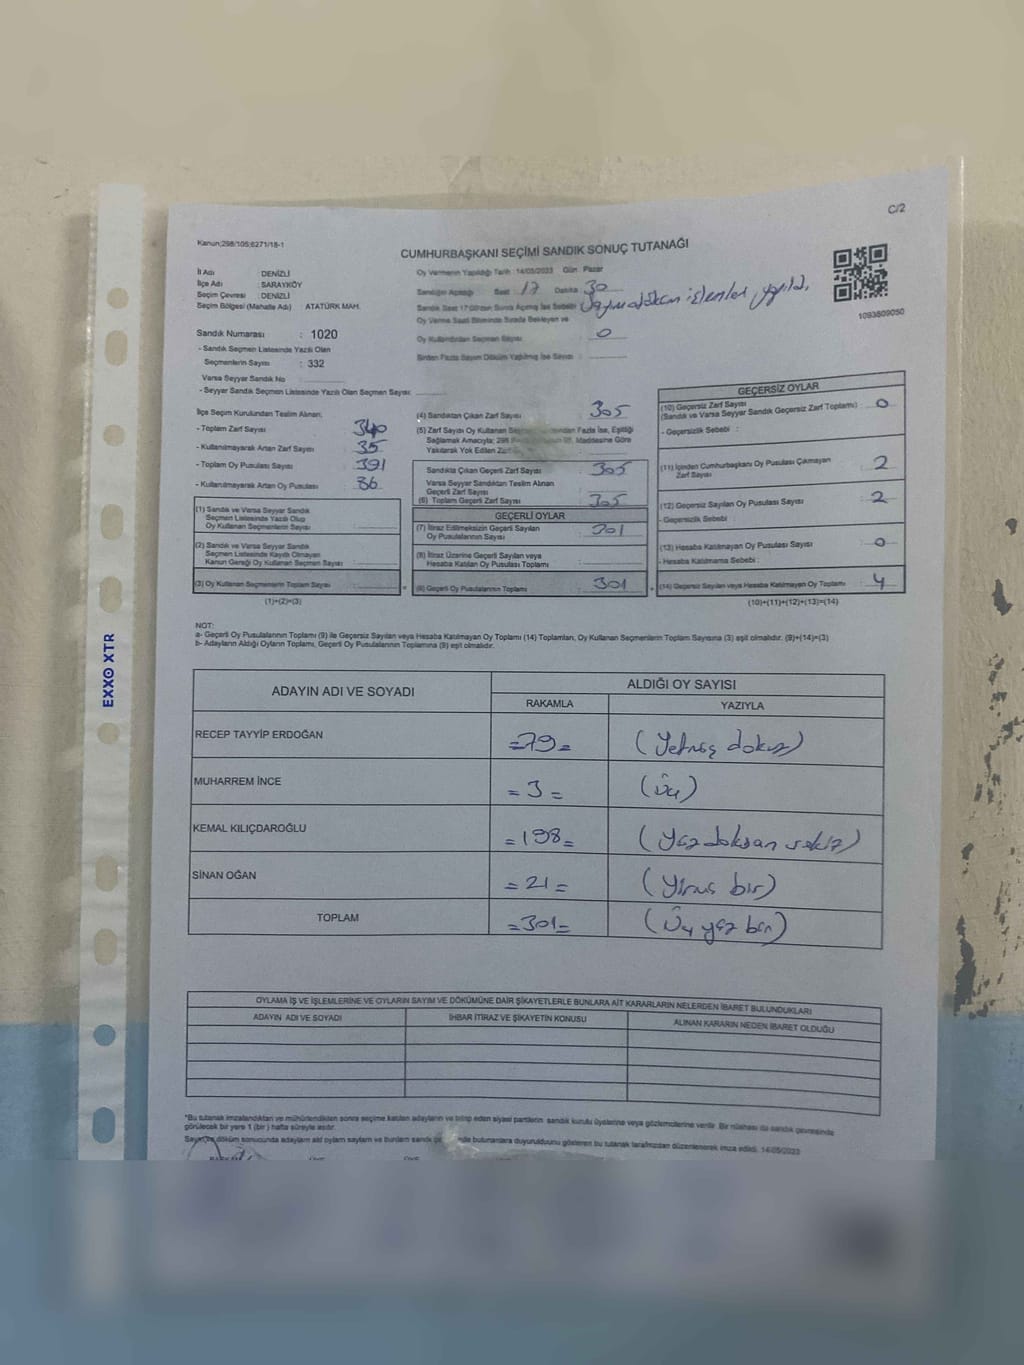 C/2
Kanun;298/105;6271/18-1
CUMHURBAŞKANI SEÇİMİ SANDIK SONUÇ TUTANAĞI
İl Adı : DENİZLİ
İlçe Adı : SARAYKÖY
Seçim Çevresi : DENİZLİ
Seçim Bölgesi (Mahalle Adı) : ATATÜRK MAH.
Sandık Numarası : 1020
- Sandık Seçmen Listesinde Yazılı Olan
Seçmenlerin Sayısı : 332
Varsa Seyyar Sandık No :
- Seyyar Sandık Seçmen Listesinde Yazılı Olan Seçmen Sayısı:
Oy Vermenin Yapıldığı Tarih : 14/05/2023 Gün Pazar
Sandığın Açıldığı Saat : 17 Dakika 30
Sandık Saat 17:00'den Sonra Açılmış İse Sebebi işlemleri yapıldı.
Oy Verme Saati Bitiminde Sırada Bekleyen ve
Oy Kullandırılan Seçmen Sayısı : 0
Birden Fazla Sayım Döküm Yapılmış İse Sayısı :
1093809050
İlçe Seçim Kurulundan Teslim Alınan;
- Toplam Zarf Sayısı : 340
- Kullanılmayarak Artan Zarf Sayısı : 35
- Toplam Oy Pusulası Sayısı : 391
- Kullanılmayarak Artan Oy Pusulası : 86
(1) Sandık ve Varsa Seyyar Sandık
Seçmen Listesinde Yazılı Olup
Oy Kullanan Seçmenlerin Sayısı :
(2) Sandık ve Varsa Seyyar Sandık
Seçmen Listesinde Kayıtlı Olmayan
Kanun Gereği Oy Kullanan Seçmen Sayısı :
(3) Oy Kullanan Seçmenlerin Toplam Sayısı :
(1)+(2)=(3)
(4) Sandıktan Çıkan Zarf Sayısı : 305
(5) Zarf Sayısı Oy Kullanan Fazla İse, Eşitliği
Sağlamak Amacıyla; 298 Maddesine Göre
Yakılarak Yok Edilen
Sandıkta Çıkan Geçerli Zarf Sayısı : 305
Varsa Seyyar Sandıktan Teslim Alınan
Geçerli Zarf Sayısı :
(6) Toplam Geçerli Zarf Sayısı : 305
GEÇERLİ OYLAR
(7) İtiraz Edilmeksizin Geçerli Sayılan
Oy Pusulalarının Sayısı : 301
(8) İtiraz Üzerine Geçerli Sayılan veya
Hesaba Katılan Oy Pusulası Toplamı :
(9) Geçerli Oy Pusulalarının Toplamı : 301
GEÇERSİZ OYLAR
(10) Geçersiz Zarf Sayısı
(Sandık ve Varsa Seyyar Sandık Geçersiz Zarf Toplamı) : 0
- Geçersizlik Sebebi :
(11) İçinden Cumhurbaşkanı Oy Pusulası Çıkmayan
Zarf Sayısı : 2
(12) Geçersiz Sayılan Oy Pusulası Sayısı : 2
- Geçersizlik Sebebi :
(13) Hesaba Katılmayan Oy Pusulası Sayısı : 0
- Hesaba Katılmama Sebebi :
(14) Geçersiz Sayılan veya Hesaba Katılmayan Oy Toplamı : 4
(10)+(11)+(12)+(13)=(14)
NOT:
a- Geçerli Oy Pusulalarının Toplamı (9) ile Geçersiz Sayılan veya Hesaba Katılmayan Oy Toplamı (14) Toplamları, Oy Kullanan Seçmenlerin Toplam Sayısına (3) eşit olmalıdır. (9)+(14)=(3)
b- Adayların Aldığı Oyların Toplamı, Geçerli Oy Pusulalarının Toplamına (9) eşit olmalıdır.
ADAYIN ADI VE SOYADI ALDIĞI OY SAYISI
RAKAMLA YAZIYLA
RECEP TAYYİP ERDOĞAN =79= (Yetmiş dokuz)
MUHARREM İNCE =3= (Üç)
KEMAL KILIÇDAROĞLU =198= (Yüz doksan sekiz)
SİNAN OĞAN =21= (Yirmi bir)
TOPLAM =301= (Üç yüz bir)
OYLAMA İŞ VE İŞLEMLERİNE VE OYLARIN SAYIM VE DÖKÜMÜNE DAİR ŞİKAYETLERLE BUNLARA AİT KARARLARIN NELERDEN İBARET BULUNDUKLARI
ADAYIN ADI VE SOYADI İHBAR İTİRAZ VE ŞİKAYETİN KONUSU ALINAN KARARIN NEDEN İBARET OLDUĞU
*Bu tutanak imzalandıktan ve mühürlendikten sonra seçime katılan adayların ve talep eden siyasi partilerin sandık kurulu üyelerine veya gözlemcilerine verilir. Bir nüshası da sandık çevresinde
görülecek bir yere 1 (bir) hafta süreyle asılır.
Sayım ve döküm sonucunda adayların ald oyların sayıları ve bunların sandık bulunanlara duyurulduunu gösteren bu tutanak tarafımızdan düzenlenerek imza edildi. 14/05/2023
EXXO XTR